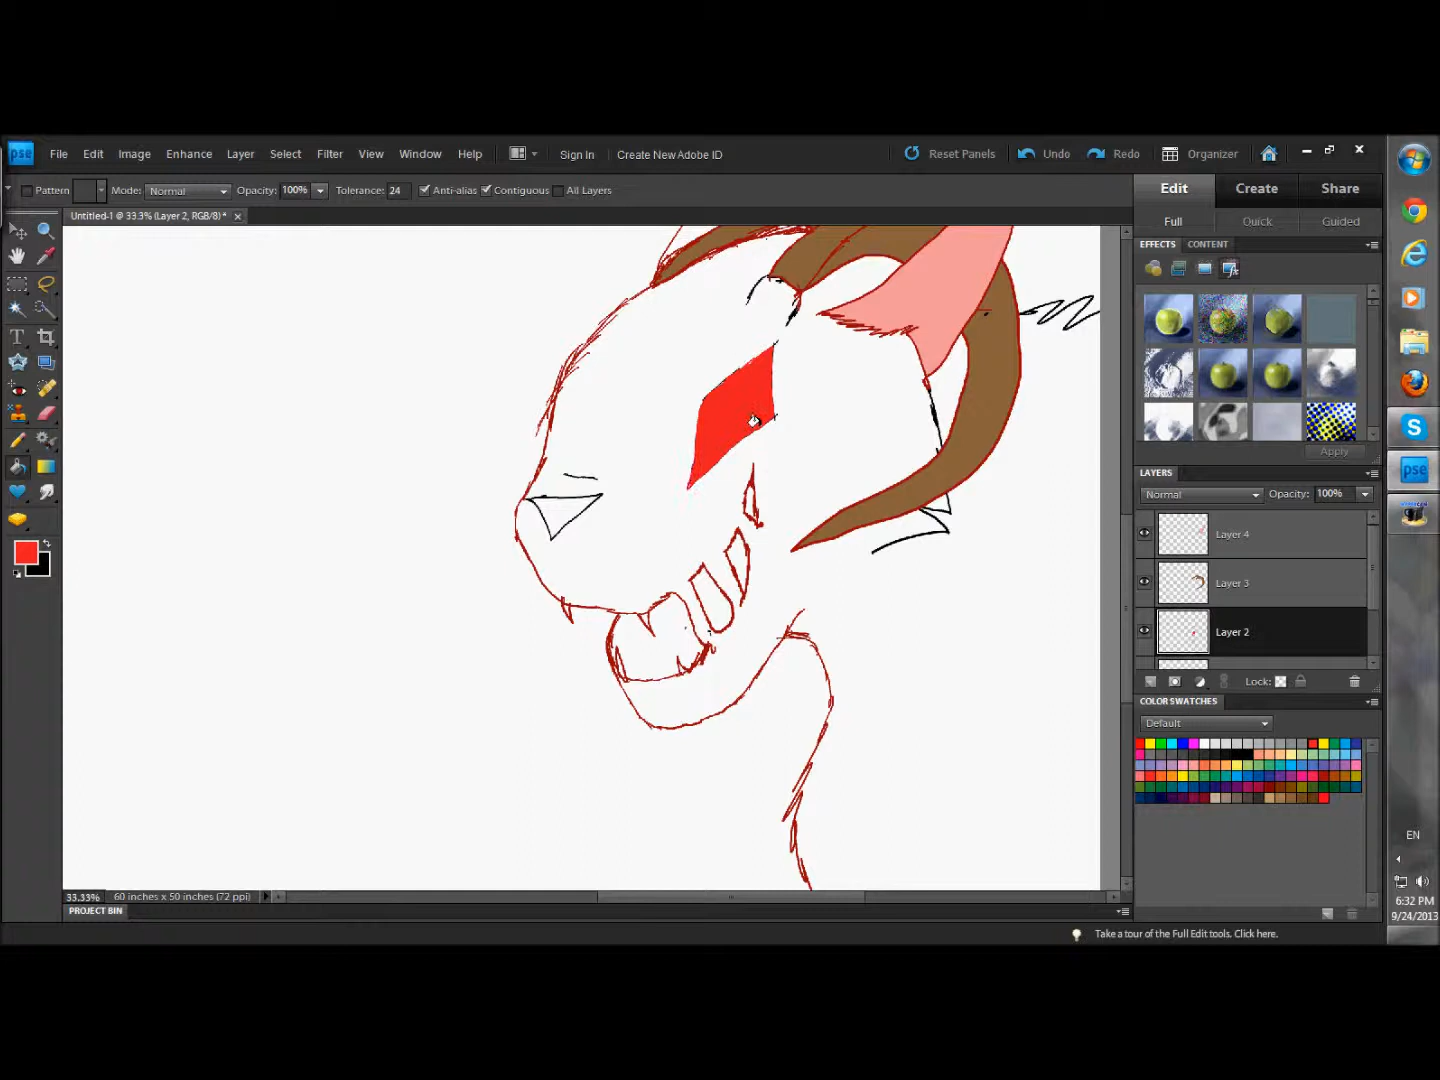 pse File Edit Image Enhance Layer Select Filter View Window Help Sign In Create New Adobe ID Reset Panels Undo Redo Organizer
Pattern Mode: Normal Opacity: 100% Tolerance: 24 Anti-alias Contiguous All Layers
Edit Create Share
Untitled-1 @ 33.3% (Layer 2, RGB/8) * x
Full Quick Guided
EFFECTS CONTENT
Apply
LAYERS
Normal Opacity: 100%
Layer 4
Layer 3
Layer 2
Lock:
COLOR SWATCHES
Default
33.33% 60 inches x 50 inches (72 ppi)
PROJECT BIN
Take a tour of the Full Edit tools. Click here.
S
pse
EN
6:32 PM
9/24/2013